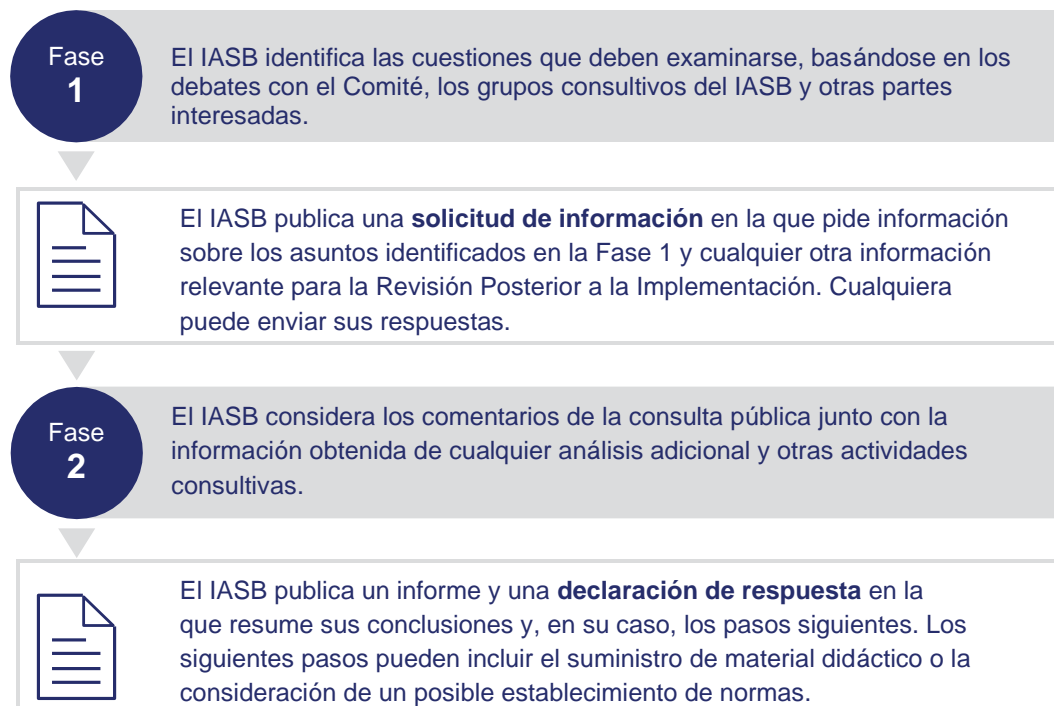 Fase
1
El IASB identifica las cuestiones que deben examinarse, basándose en los
debates con el Comité, los grupos consultivos del IASB y otras partes
interesadas.
El IASB publica una solicitud de información en la que pide información
sobre los asuntos identificados en la Fase 1 y cualquier otra información
relevante para la Revisión Posterior a la Implementación. Cualquiera
puede enviar sus respuestas.
Fase
2
El IASB considera los comentarios de la consulta pública junto con la
información obtenida de cualquier análisis adicional y otras actividades
consultivas.
El IASB publica un informe y una declaración de respuesta en la
que resume sus conclusiones y, en su caso, los pasos siguientes. Los
siguientes pasos pueden incluir el suministro de material didáctico o la
consideración de un posible establecimiento de normas.